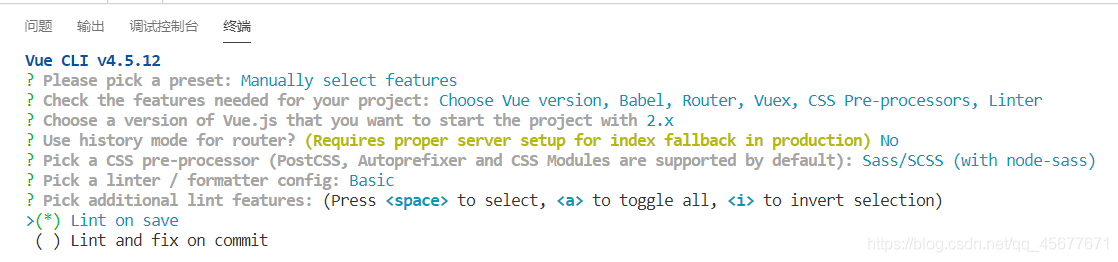 问题 输出 调试控制台 终端
Vue CLI v4.5.12
? Please pick a preset: Manually select features
? Check the features needed for your project: Choose Vue version, Babel, Router, Vuex, CSS Pre-processors, Linter
? Choose a version of Vue.js that you want to start the project with 2.x
? Use history mode for router? (Requires proper server setup for index fallback in production) No
? Pick a CSS pre-processor (PostCSS, Autoprefixer and CSS Modules are supported by default): Sass/SCSS (with node-sass)
? Pick a linter / formatter config: Basic
? Pick additional lint features: (Press <space> to select, <a> to toggle all, <i> to invert selection)
>(*) Lint on save
( ) Lint and fix on commit
https://blog.csdn.net/qq_45677671